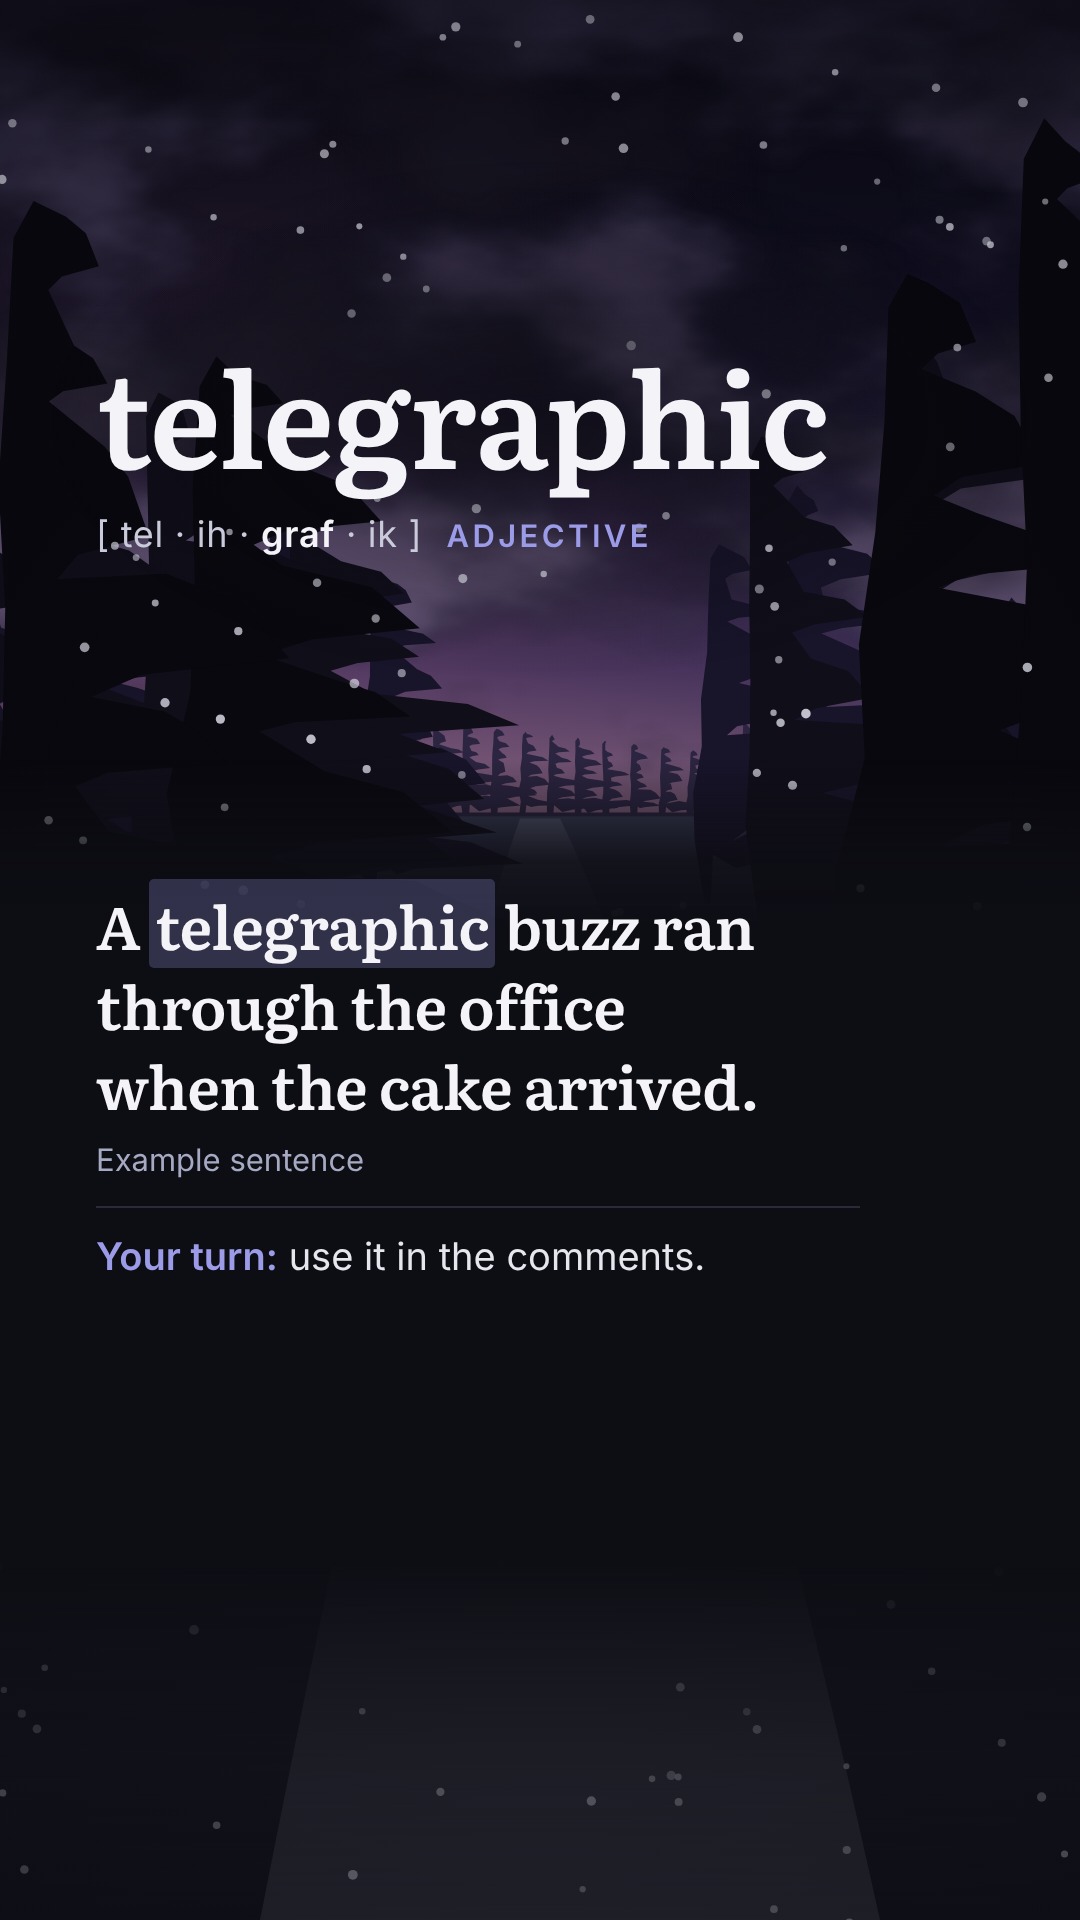 telegraphic
[ tel · ih · graf · ik ] ADJECTIVE
A telegraphic buzz ran
through the office
when the cake arrived.
Example sentence
Your turn: use it in the comments.